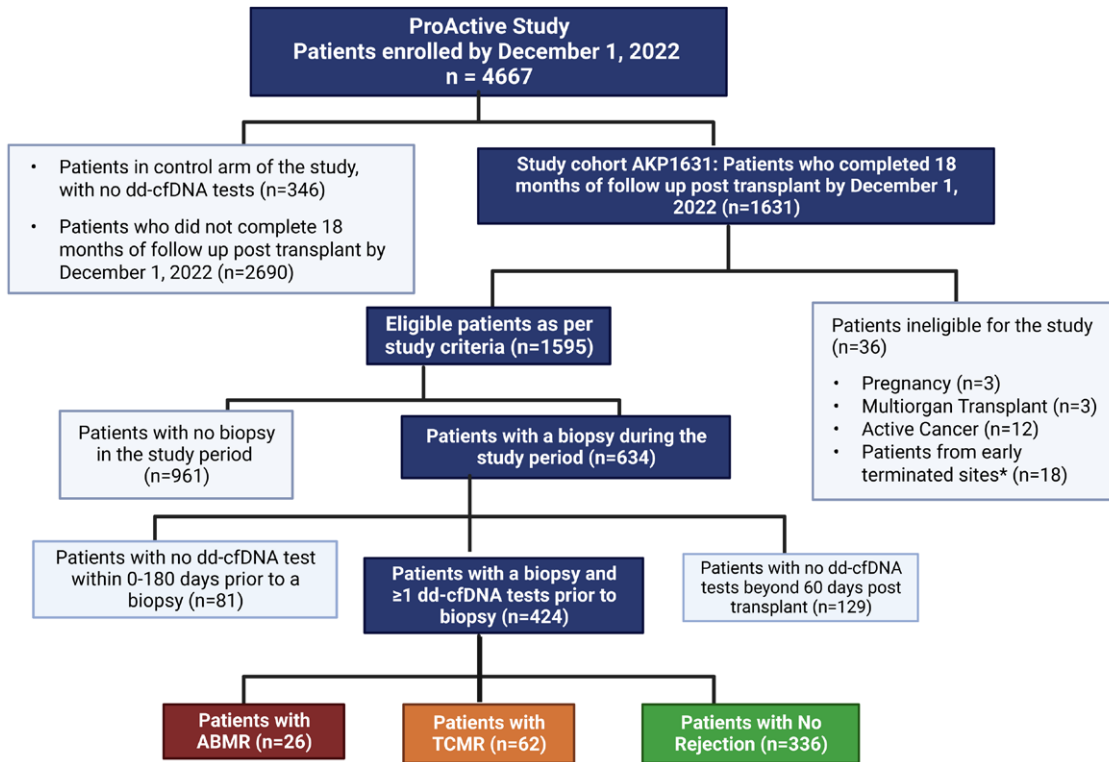 ProActive Study
Patients enrolled by December 1, 2022
n = 4667
• Patients in control arm of the study,
with no dd-cfDNA tests (n=346)
• Patients who did not complete 18
months of follow up post transplant by
December 1, 2022 (n=2690)
Study cohort AKP1631: Patients who completed 18
months of follow up post transplant by December 1,
2022 (n=1631)
Eligible patients as per
study criteria (n=1595)
Patients ineligible for the study
(n=36)
• Pregnancy (n=3)
• Multiorgan Transplant (n=3)
• Active Cancer (n=12)
• Patients from early
terminated sites* (n=18)
Patients with no biopsy
in the study period
(n=961)
Patients with a biopsy during the
study period (n=634)
Patients with no dd-cfDNA test
within 0-180 days prior to a
biopsy (n=81)
Patients with a biopsy and
≥1 dd-cfDNA tests prior to
biopsy (n=424)
Patients with no dd-cfDNA
tests beyond 60 days post
transplant (n=129)
Patients with
ABMR (n=26)
Patients with
TCMR (n=62)
Patients with No
Rejection (n=336)